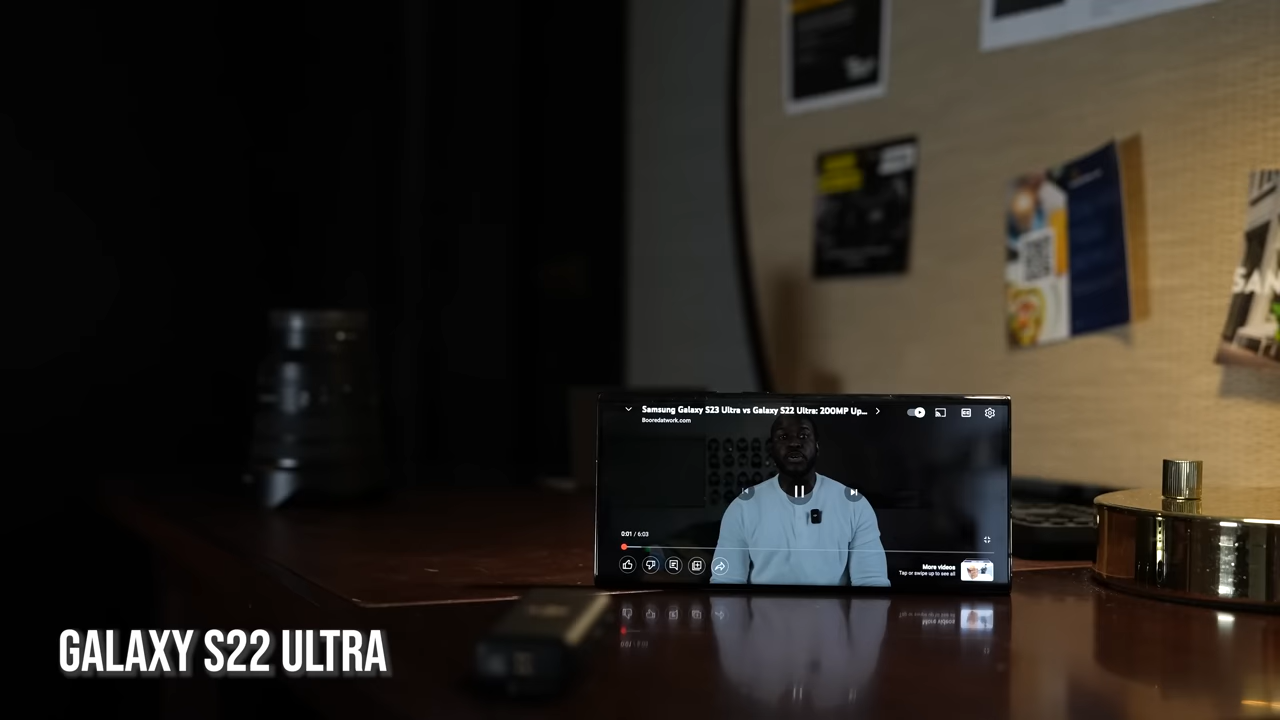 SAN
Samsung Galaxy S23 Ultra vs Galaxy S22 Ultra: 200MP Up...
Booredatwork.com
0:01 / 6:03
More videos
Tap or swipe up to see all
GALAXY S22 ULTRA